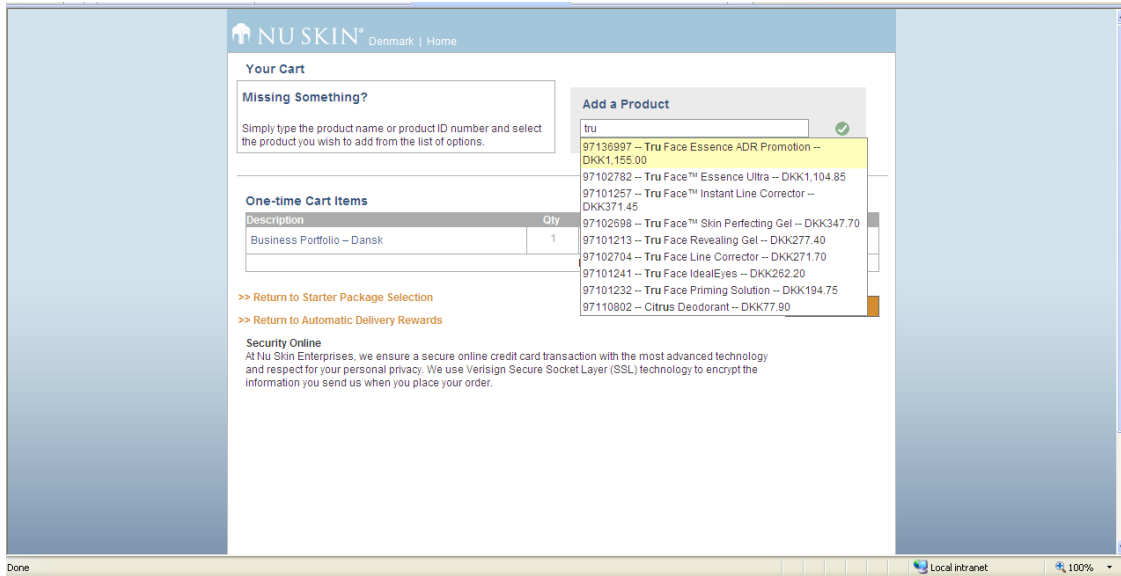 NU SKIN® Denmark | Home
Your Cart
Missing Something?
Simply type the product name or product ID number and select
the product you wish to add from the list of options.
Add a Product
tru
97136997 -- Tru Face Essence ADR Promotion --
DKK1,155.00
97102782 -- Tru Face™ Essence Ultra -- DKK1,104.85
97101257 -- Tru Face™ Instant Line Corrector --
DKK371.45
97102698 -- Tru Face™ Skin Perfecting Gel -- DKK347.70
97101213 -- Tru Face Revealing Gel -- DKK277.40
97102704 -- Tru Face Line Corrector -- DKK271.70
97101241 -- Tru Face IdealEyes -- DKK262.20
97101232 -- Tru Face Priming Solution -- DKK194.75
97110802 -- Citrus Deodorant -- DKK77.90
One-time Cart Items
Description Qty
Business Portfolio – Dansk 1
>> Return to Starter Package Selection
>> Return to Automatic Delivery Rewards
Security Online
At Nu Skin Enterprises, we ensure a secure online credit card transaction with the most advanced technology
and respect for your personal privacy. We use Verisign Secure Socket Layer (SSL) technology to encrypt the
information you send us when you place your order.
Done Local intranet 100%